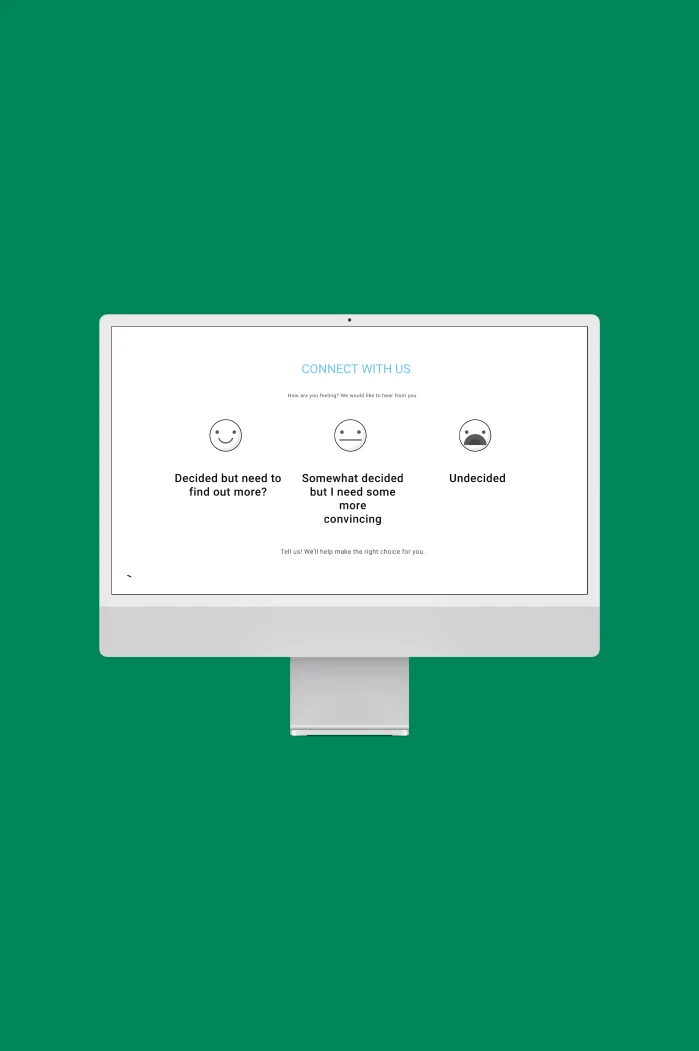 CONNECT WITH US
How are you feeling? We would like to hear from you.
Decided but need to
find out more?
Somewhat decided
but I need some
more
convincing
Undecided
Tell us! We'll help make the right choice for you.